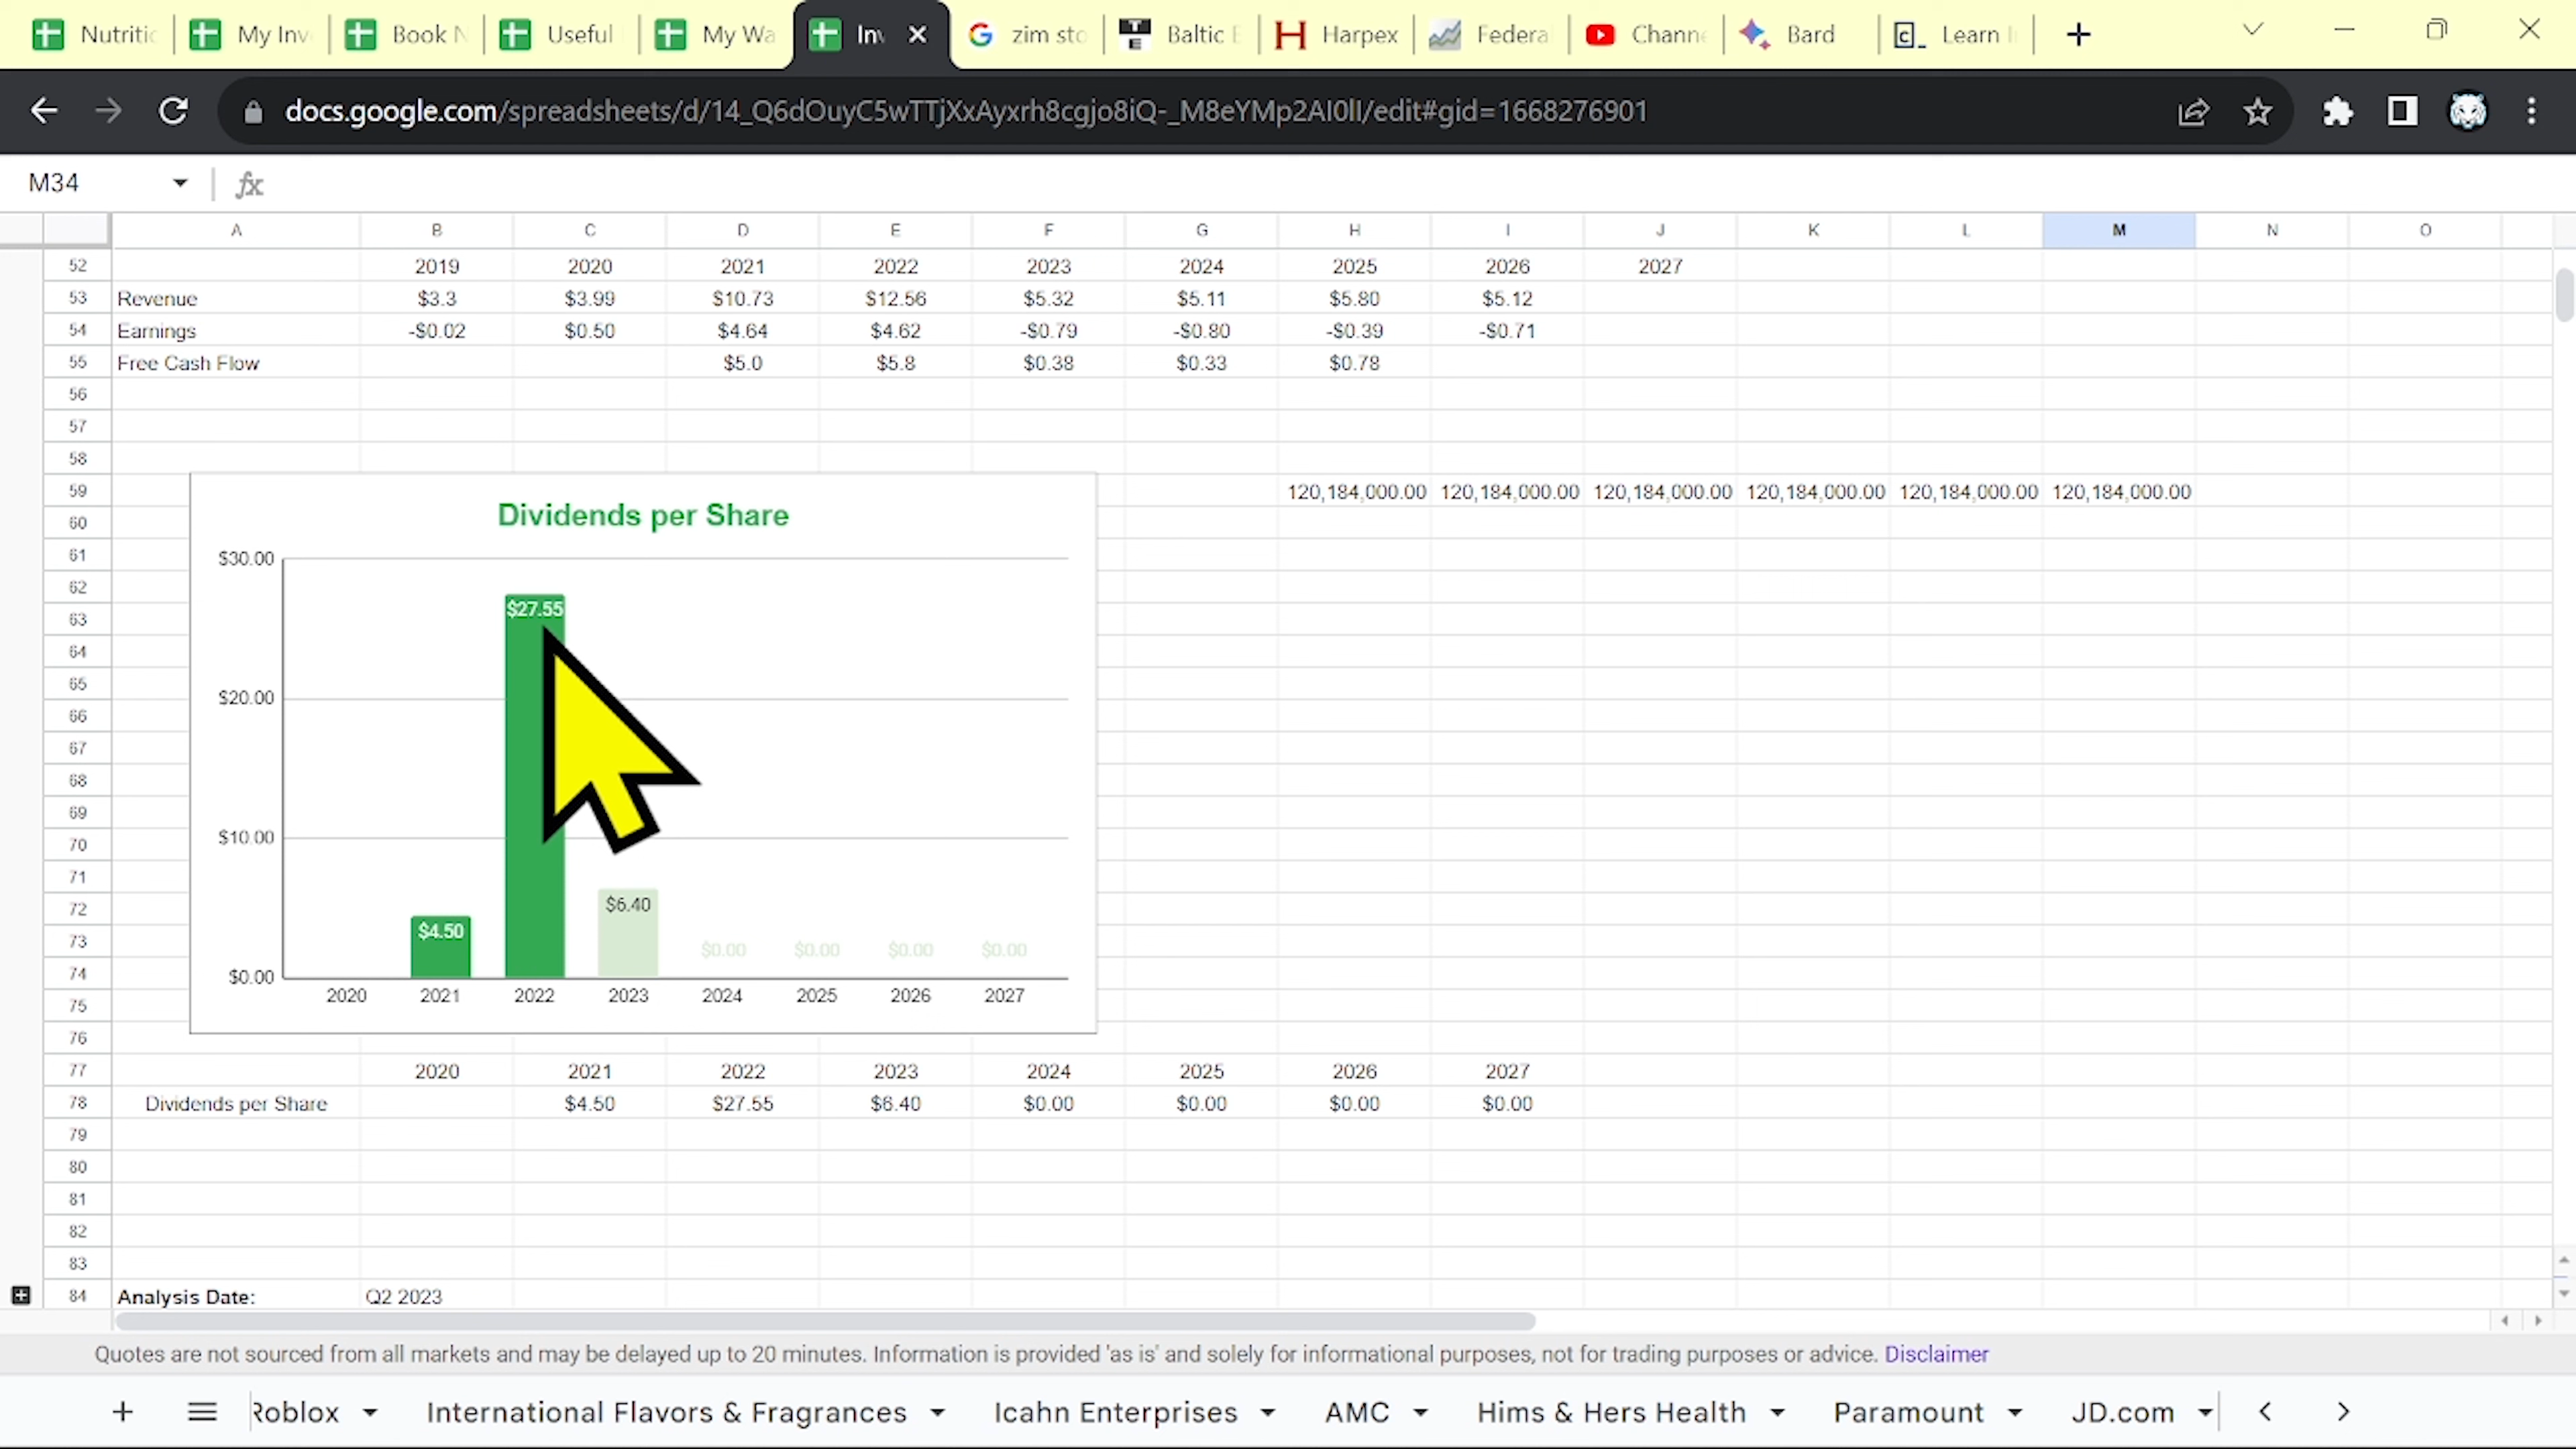 Nutritic My Inv Book N Useful My Wa Inv zim sto Baltic E Harpex Federa Channe Bard Learn I
docs.google.com/spreadsheets/d/14_Q6dOuyC5wTTjXxAyxrh8cgjo8iQ-_M8eYMp2AI0lI/edit#gid=1668276901
M34 fx
A B C D E F G H I J K L M N O
52 2019 2020 2021 2022 2023 2024 2025 2026 2027
53 Revenue $3.3 $3.99 $10.73 $12.56 $5.32 $5.11 $5.80 $5.12
54 Earnings -$0.02 $0.50 $4.64 $4.62 -$0.79 -$0.80 -$0.39 -$0.71
55 Free Cash Flow $5.0 $5.8 $0.38 $0.33 $0.78
56
57
58
59 120,184,000.00 120,184,000.00 120,184,000.00 120,184,000.00 120,184,000.00 120,184,000.00
Dividends per Share
60
61 $30.00
62
63 $27.55
64
65
66 $20.00
67
68
69
70 $10.00
71
72 $6.40
73 $4.50 $0.00 $0.00 $0.00 $0.00
74 $0.00
75 2020 2021 2022 2023 2024 2025 2026 2027
76
77 2020 2021 2022 2023 2024 2025 2026 2027
78 Dividends per Share $4.50 $27.55 $6.40 $0.00 $0.00 $0.00 $0.00
79
80
81
82
83
84 Analysis Date: Q2 2023
Quotes are not sourced from all markets and may be delayed up to 20 minutes. Information is provided 'as is' and solely for informational purposes, not for trading purposes or advice. Disclaimer
Roblox International Flavors & Fragrances Icahn Enterprises AMC Hims & Hers Health Paramount JD.com